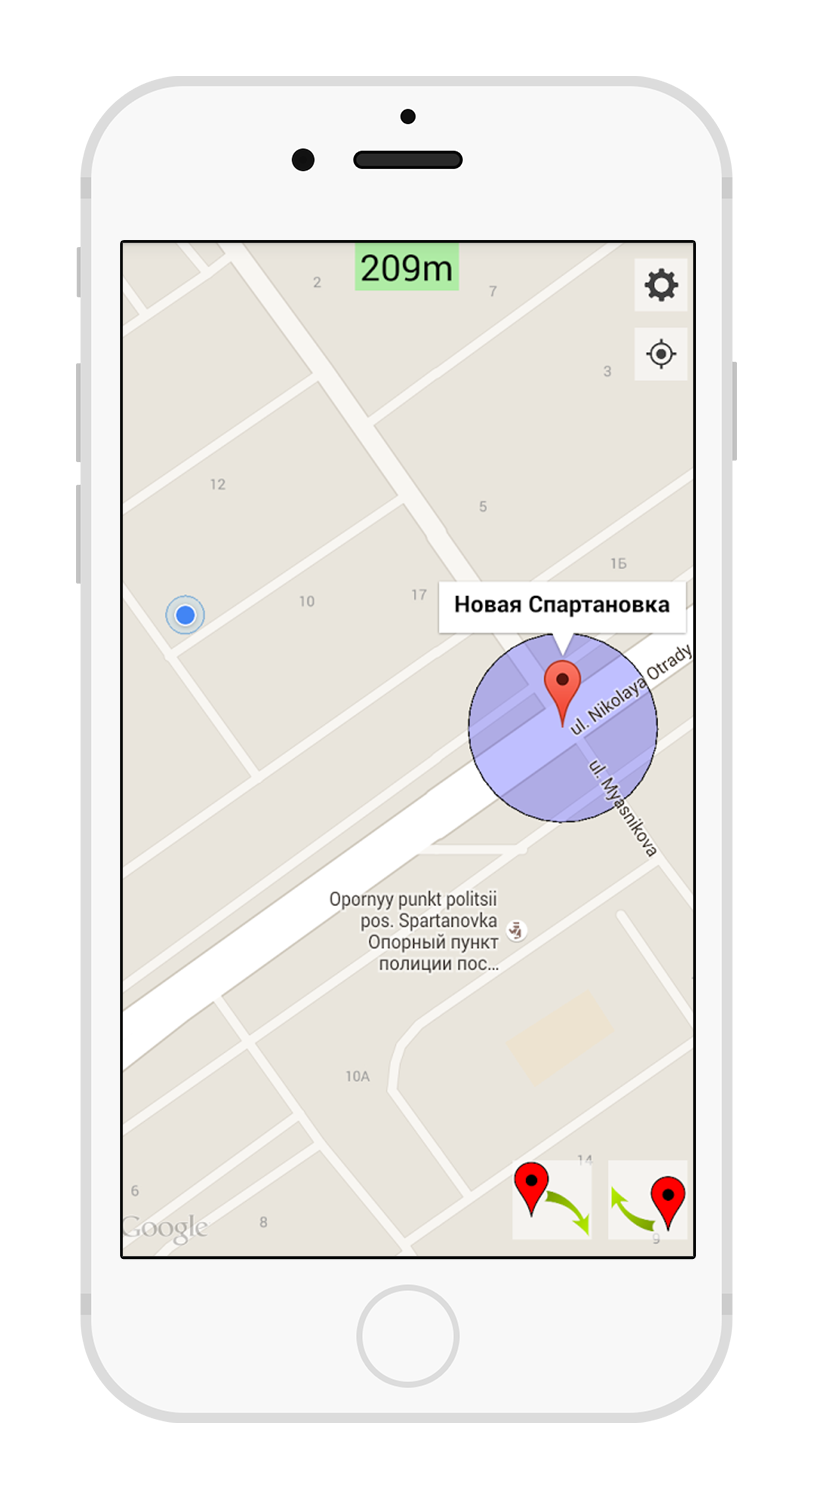 209m
2
7
3
12
5
1Б
17
10
Новая Спартановка
ul. Nikolaya Otrady
ul. Myasnikova
Opornyy punkt politsii
pos. Spartanovka
Опорный пункт
полиции пос...
10А
14
6
8
Google
9